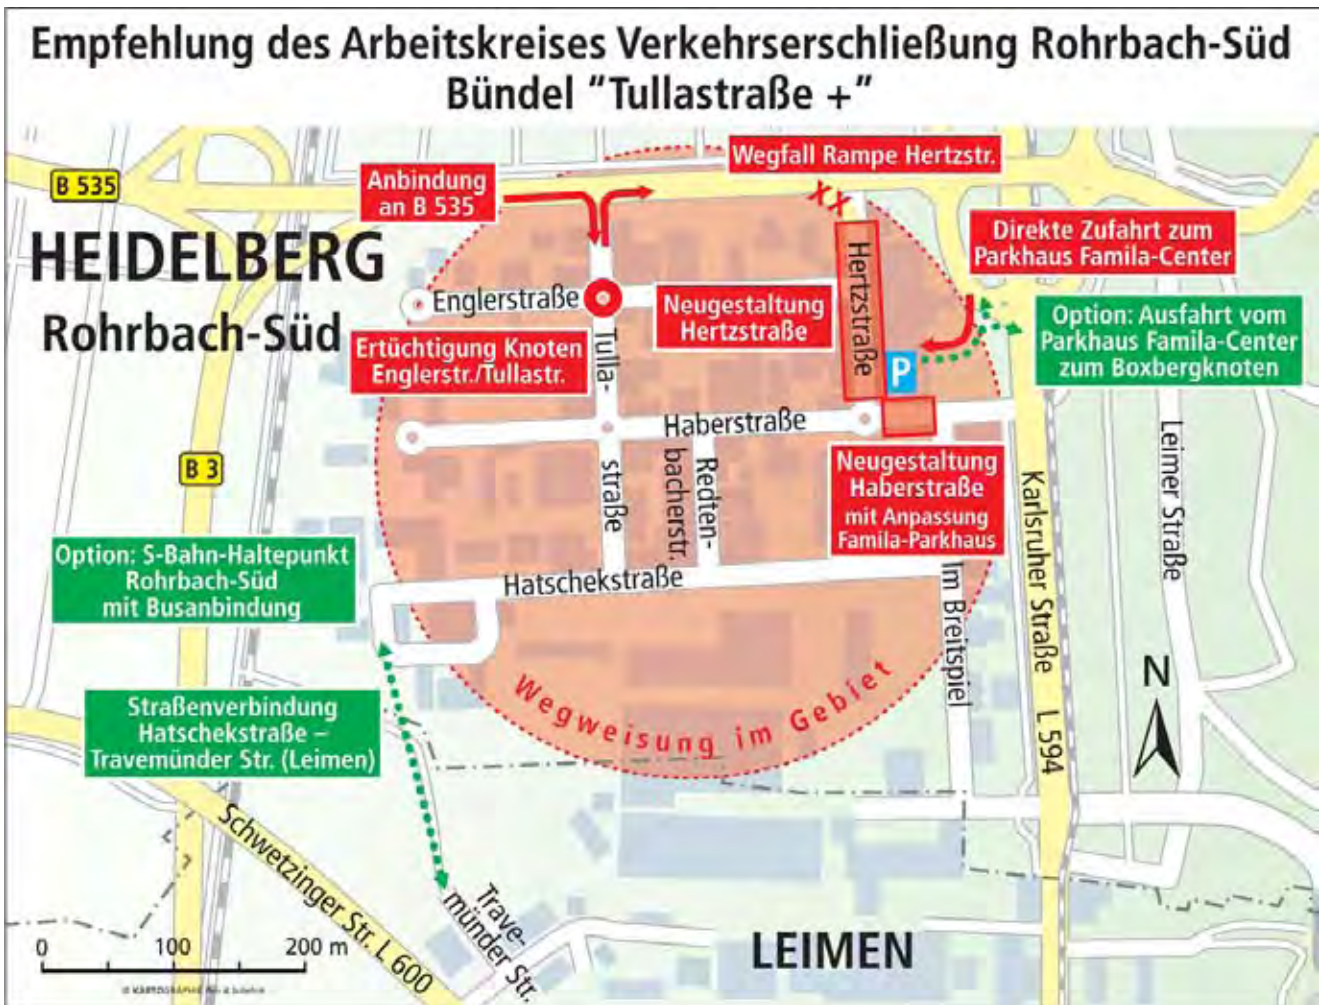 Empfehlung des Arbeitskreises Verkehrserschließung Rohrbach-Süd
Bündel "Tullastraße +"
B 535
Anbindung
an B 535
Wegfall Rampe Hertzstr.
HEIDELBERG
Rohrbach-Süd
Direkte Zufahrt zum
Parkhaus Famila-Center
Englerstraße
Neugestaltung
Hertzstraße
Hertzstraße
Option: Ausfahrt vom
Parkhaus Famila-Center
zum Boxbergknoten
Ertüchtigung Knoten
Englerstr./Tullastr.
Tulla-
straße
P
Haberstraße
B 3
Redten-
bacherstr.
Neugestaltung
Haberstraße
mit Anpassung
Famila-Parkhaus
Karlsruher Straße L 594
Leimer Straße
Option: S-Bahn-Haltepunkt
Rohrbach-Süd
mit Busanbindung
Hatschekstraße
Im Breitspiel
Wegweisung im Gebiet
N
Straßenverbindung
Hatschekstraße –
Travemünder Str. (Leimen)
Schwetzinger Str. L 600
Trave-
münder Str.
LEIMEN
0 100 200 m